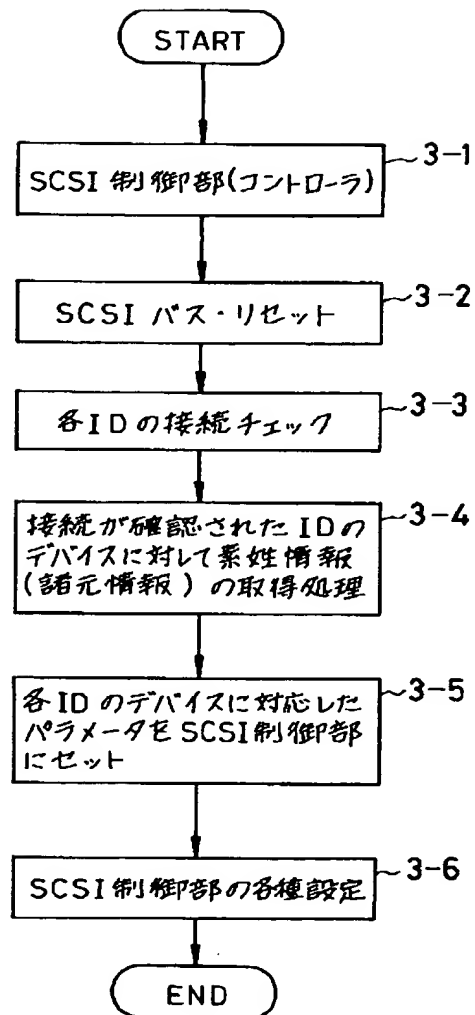 START
SCSI 制御部(コントローラ)
3-1
SCSI バス・リセット
3-2
各IDの接続チェック
3-3
接続が確認されたIDの
デバイスに対して素姓情報
(諸元情報)の取得処理
3-4
各IDのデバイスに対応した
パラメータをSCSI制御部
にセット
3-5
SCSI制御部の各種設定
3-6
END